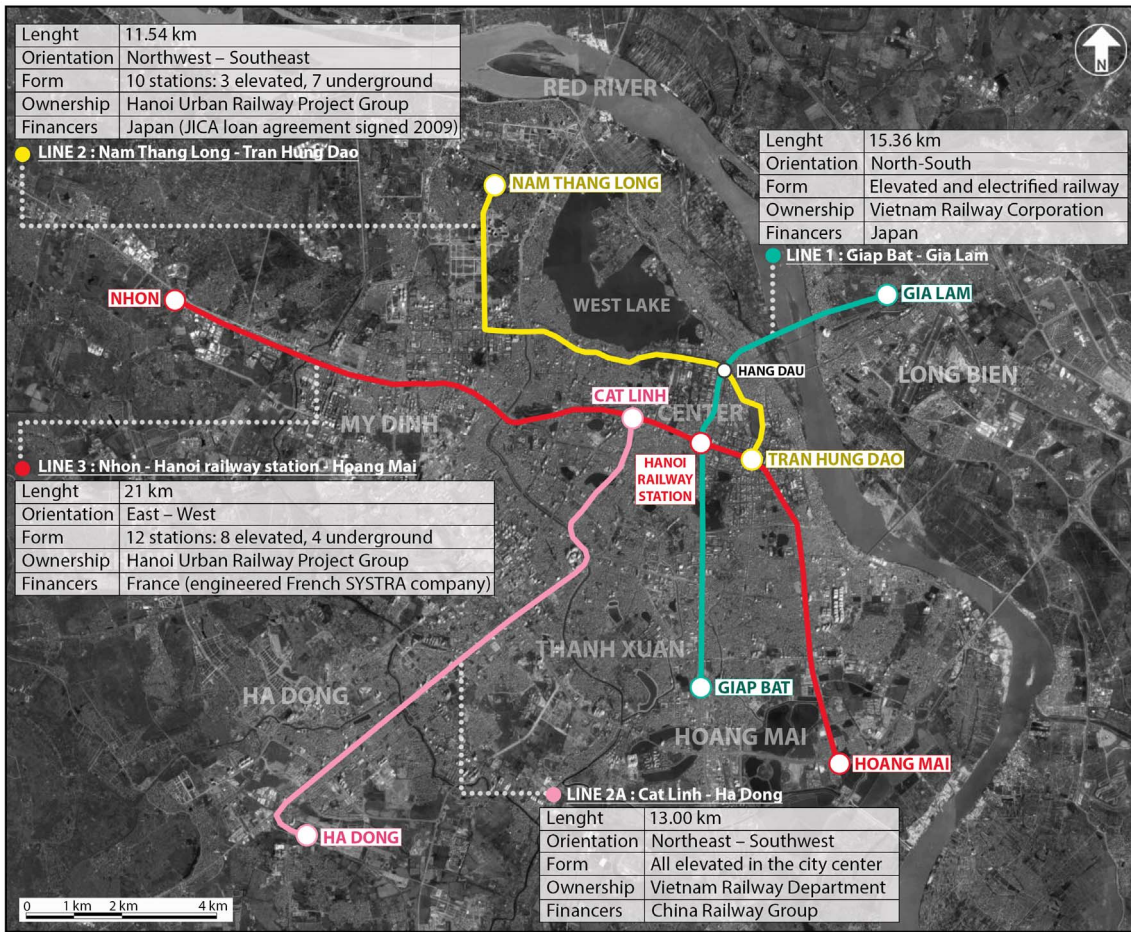 Lenght 11.54 km
Orientation Northwest – Southeast
Form 10 stations: 3 elevated, 7 underground
Ownership Hanoi Urban Railway Project Group
Financers Japan (JICA loan agreement signed 2009)
LINE 2 : Nam Thang Long - Tran Hung Dao
RED RIVER
N
Lenght 15.36 km
Orientation North-South
Form Elevated and electrified railway
Ownership Vietnam Railway Corporation
Financers Japan
LINE 1 : Giap Bat - Gia Lam
NAM THANG LONG
NHON
WEST LAKE
GIA LAM
HANG DAU
LONG BIEN
CAT LINH
CENTER
MY DINH
HANOI
RAILWAY
STATION
TRAN HUNG DAO
LINE 3 : Nhon - Hanoi railway station - Hoang Mai
Lenght 21 km
Orientation East – West
Form 12 stations: 8 elevated, 4 underground
Ownership Hanoi Urban Railway Project Group
Financers France (engineered French SYSTRA company)
THANH XUAN
HA DONG
GIAP BAT
HOANG MAI
HOANG MAI
HA DONG
LINE 2A : Cat Linh - Ha Dong
Lenght 13.00 km
Orientation Northeast – Southwest
Form All elevated in the city center
Ownership Vietnam Railway Department
Financers China Railway Group
0 1 km 2 km 4 km